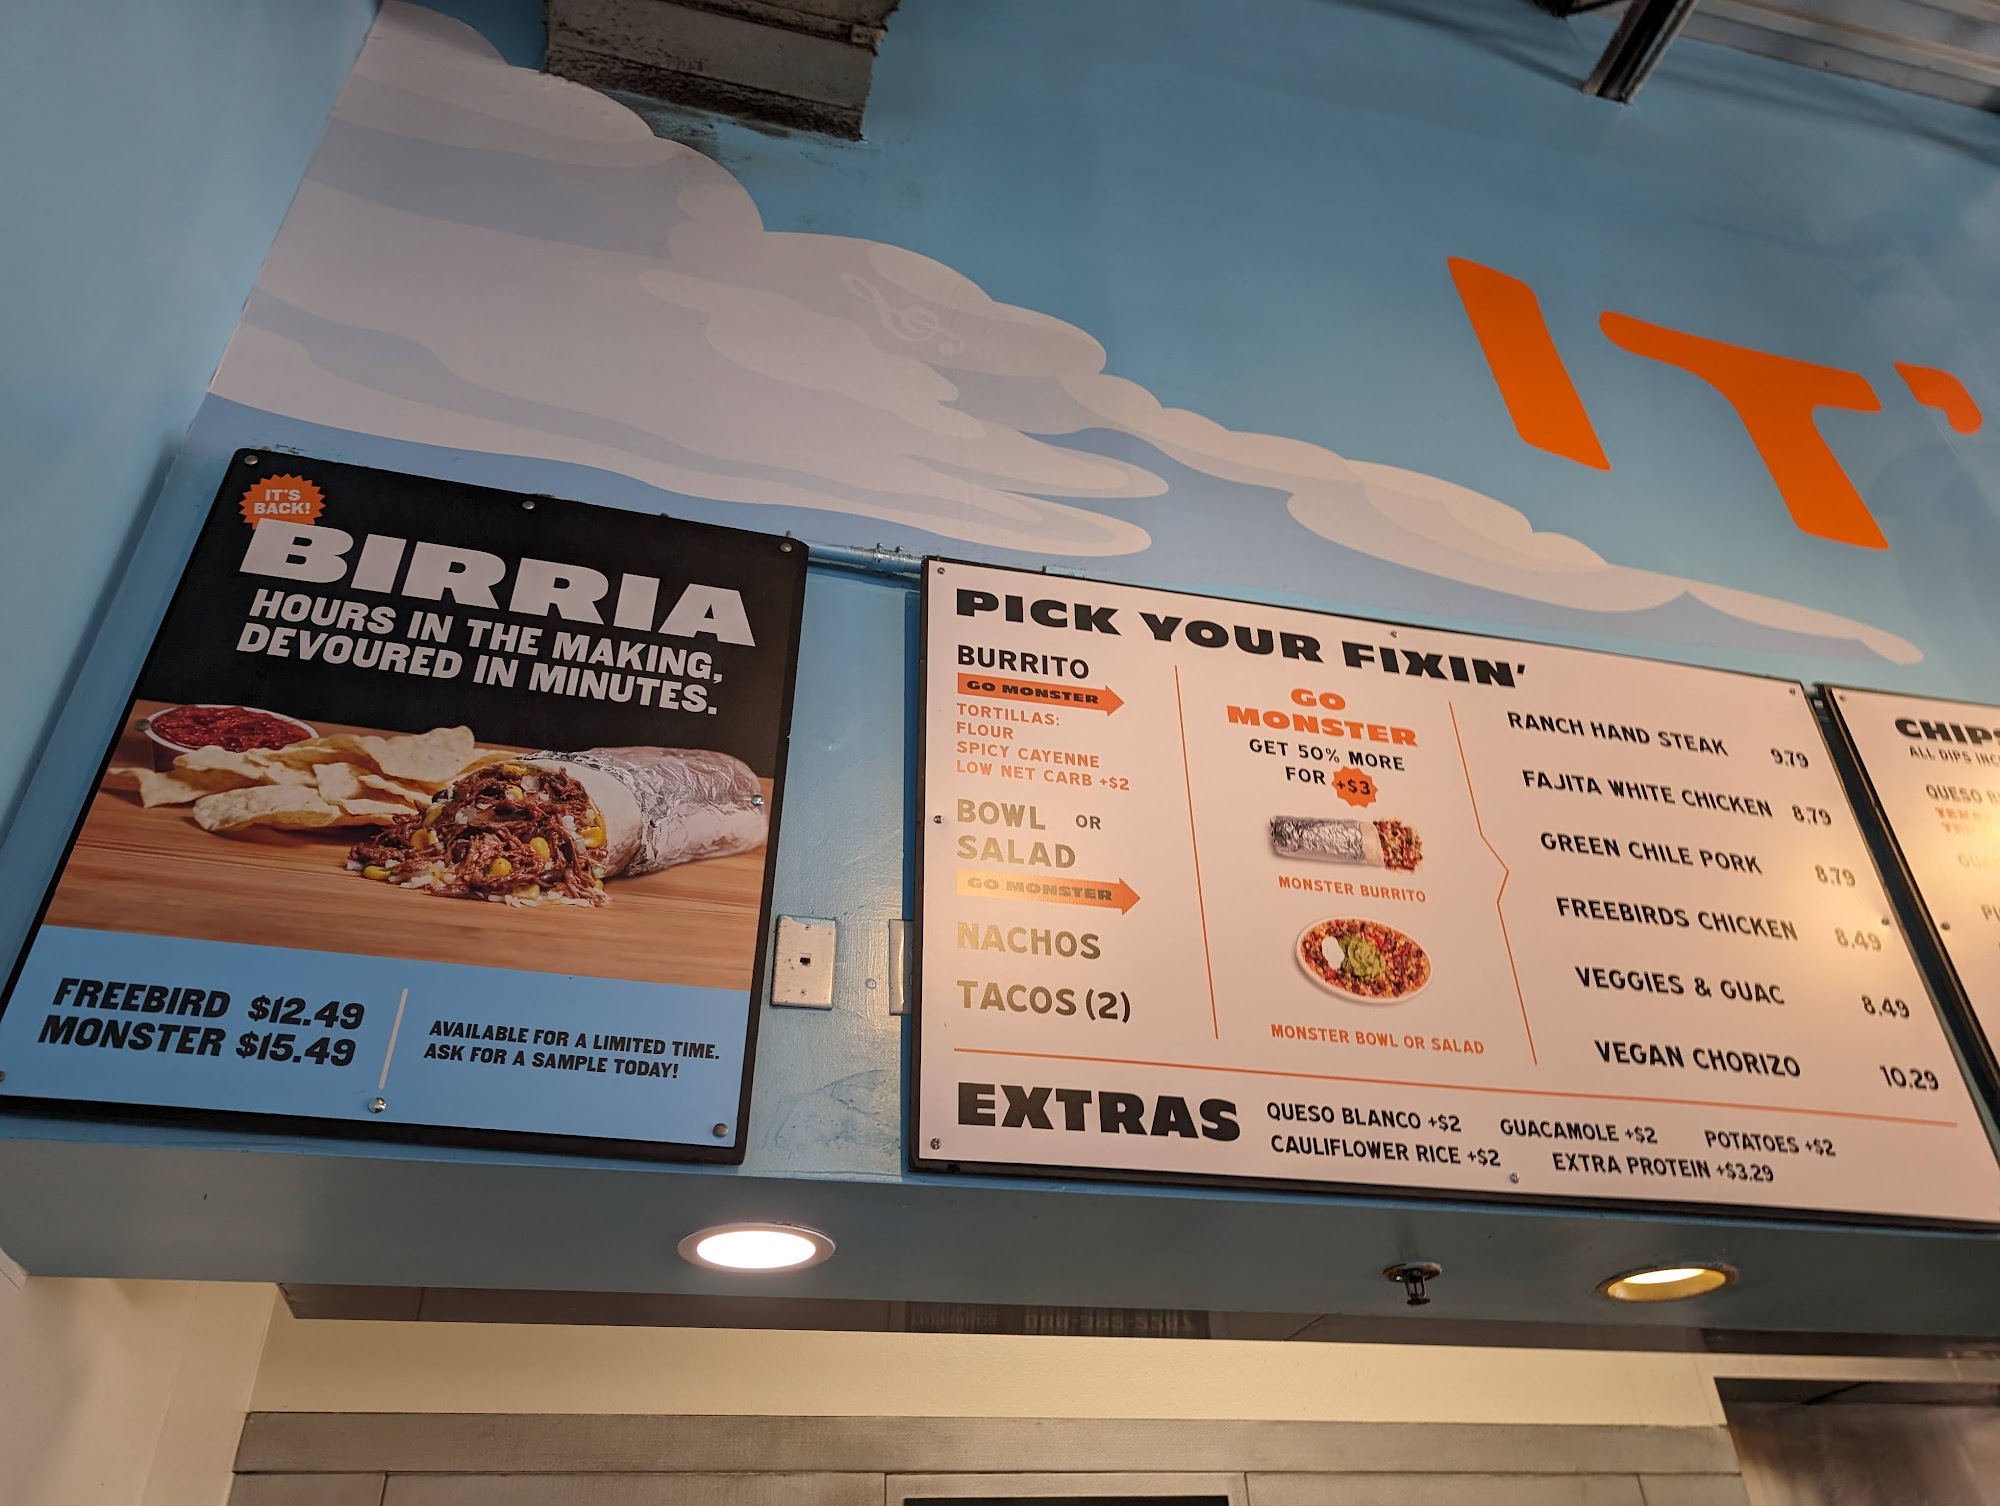 IT'
IT'S
BACK!
BIRRIA
HOURS IN THE MAKING,
DEVOURED IN MINUTES.
FREEBIRD $12.49
MONSTER $15.49
AVAILABLE FOR A LIMITED TIME.
ASK FOR A SAMPLE TODAY!
PICK YOUR FIXIN'
BURRITO
GO MONSTER
TORTILLAS:
FLOUR
SPICY CAYENNE
LOW NET CARB +$2
BOWL OR
SALAD
GO MONSTER
NACHOS
TACOS (2)
GO
MONSTER
GET 50% MORE
FOR +$3
MONSTER BURRITO
MONSTER BOWL OR SALAD
RANCH HAND STEAK 9.79
FAJITA WHITE CHICKEN 8.79
GREEN CHILE PORK 8.79
FREEBIRDS CHICKEN 8.49
VEGGIES & GUAC 8.49
VEGAN CHORIZO 10.29
EXTRAS
QUESO BLANCO +$2 GUACAMOLE +$2 POTATOES +$2
CAULIFLOWER RICE +$2 EXTRA PROTEIN +$3.29
CHIPS
ALL DIPS
QUESO